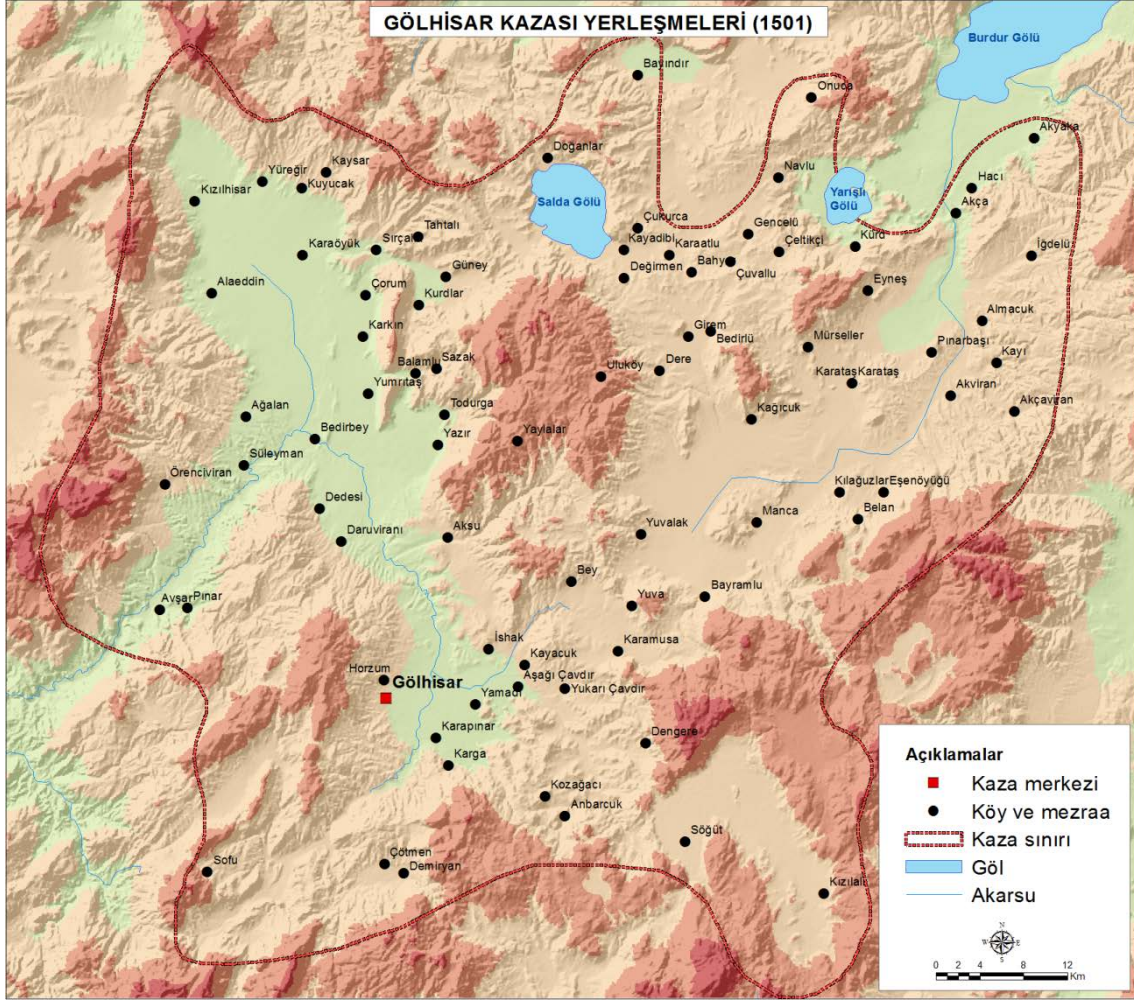 GÖLHİSAR KAZASI YERLEŞMELERİ (1501)
Burdur Gölü
Bayındır
Onuca
Akyaka
Doğanlar
Kaysar
Yüreğir
Kuyucak
Kızılhisar
Navlu
Yarışlı
Gölü
Hacı
Akça
Salda Gölü
Çukurca
Tahtalı
Sırçalı
Karaöyük
Kayadibi
Karaatlu
Gencelü
Çeltikçi
Kürd
İğdelü
Bahşi
Çuvallu
Değirmen
Güney
Alaeddin
Çorum
Kurdlar
Eyneş
Almacuk
Karkın
Girem
Bedirlü
Mürseller
Pınarbaşı
Kayı
Balamlu
Sazak
Uluköy
Dere
Karataş
Karataş
Yumrıtaş
Akviran
Akçaviran
Ağalan
Todurga
Kağıcuk
Bedirbey
Yazır
Yaylalar
Süleyman
Örenciviran
Kılağuzlar
Eşenöyüğü
Dedesi
Belan
Manca
Daruviranı
Aksu
Yuvalak
Bey
Bayramlu
Avşar
Pınar
Yuva
İshak
Karamusa
Kayacuk
Horzum
Gölhisar
Aşağı Çavdır
Yukarı Çavdır
Yamadı
Karapınar
Dengere
Karga
Kozağacı
Anbarcuk
Söğüt
Sofu
Çötmen
Demiryan
Kızılalı
Açıklamalar
Kaza merkezi
Köy ve mezraa
Kaza sınırı
Göl
Akarsu
N
W
E
S
0 2 4 8 12
Km